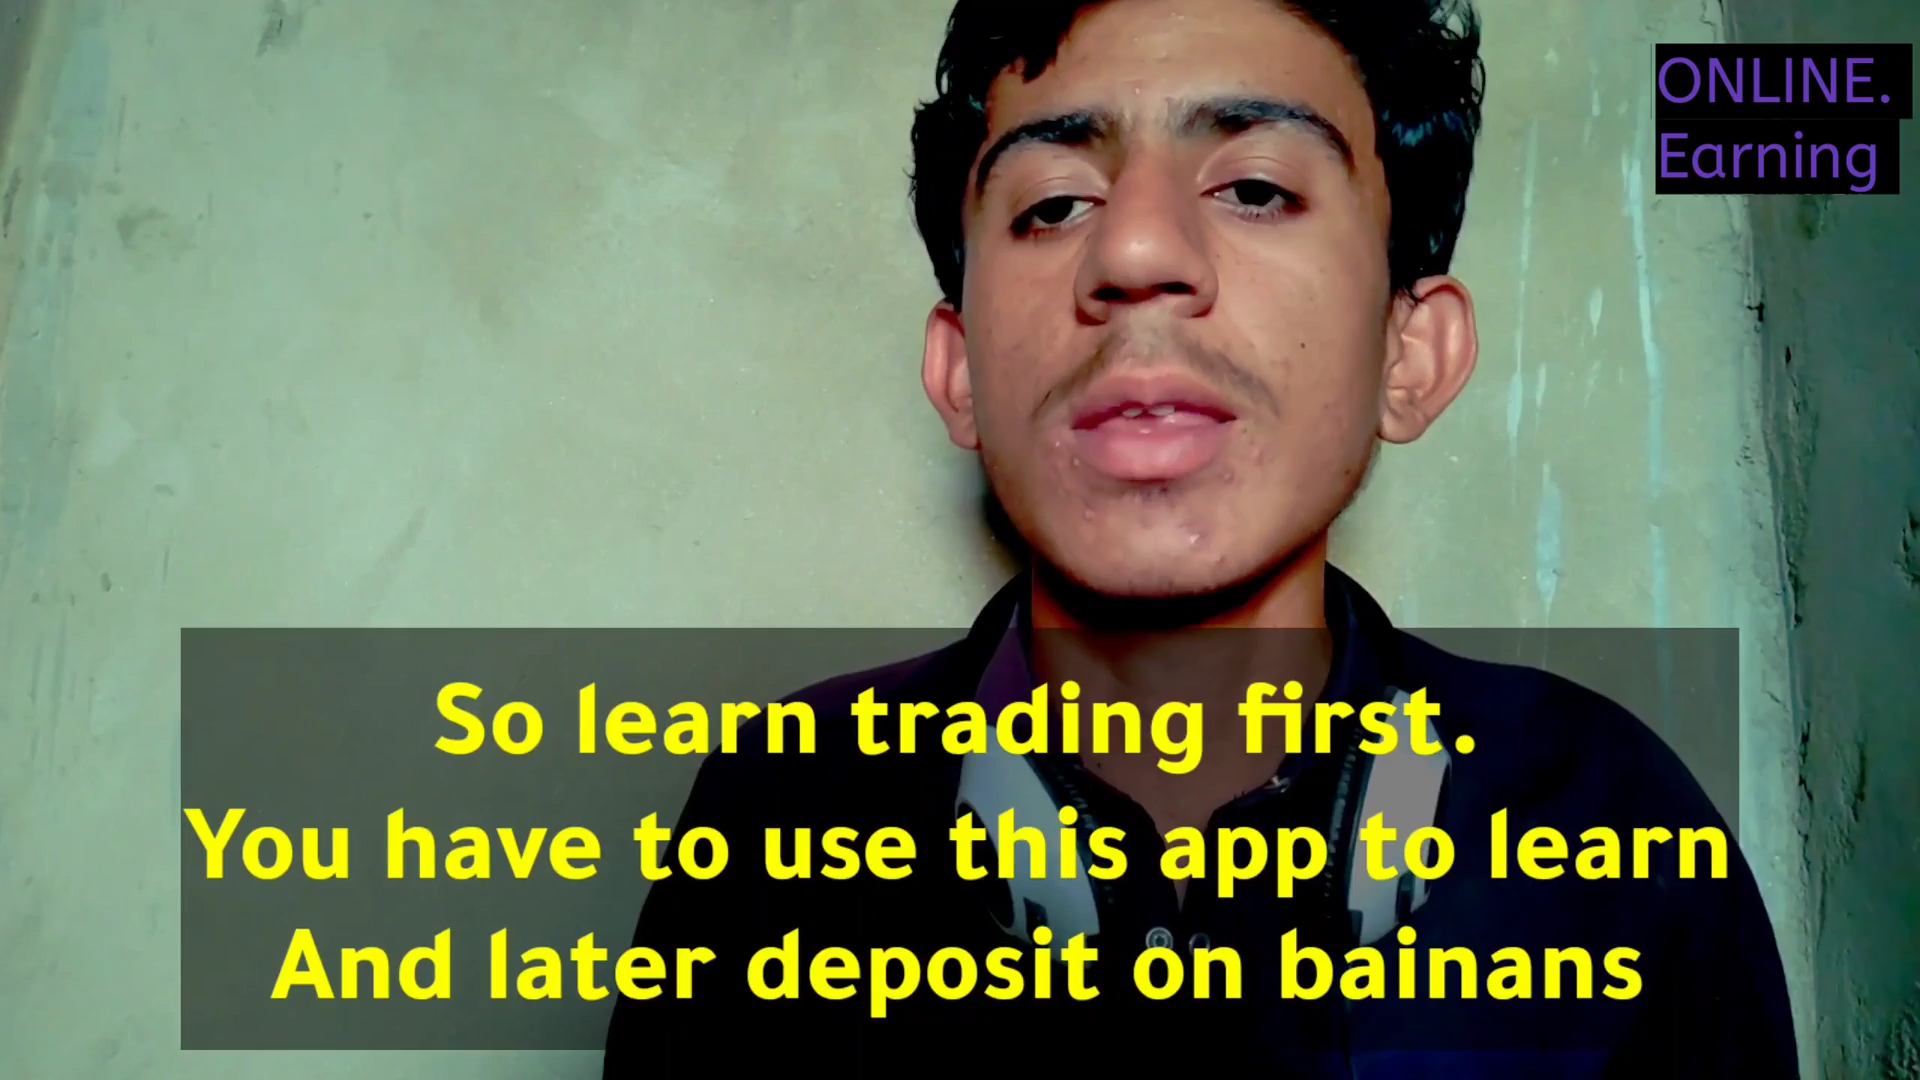 ONLINE.
Earning
So learn trading first.
You have to use this app to learn
And later deposit on bainans